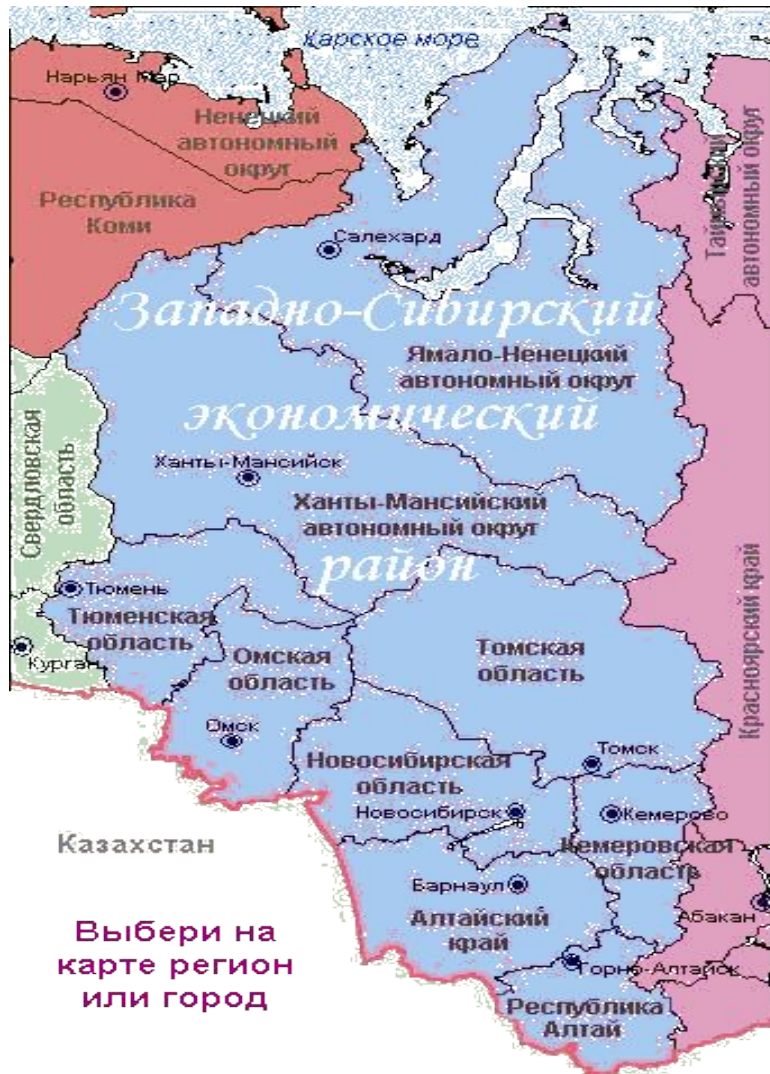 Карское море
Нарьян Мар
Ненецкий
автономный
округ
Республика
Коми
Таймырский
автономный округ
Салехард
Западно-Сибирский
Ямало-Ненецкий
автономный округ
экономический
Свердловская
область
Ханты-Мансийск
Ханты-Мансийский
автономный округ
район
Тюмень
Тюменская
область
Курган
Омская
область
Томская
область
Красноярский край
Омск
Новосибирская
область
Томск
Новосибирск
Кемерово
Казахстан
Кемеровская
область
Барнаул
Алтайский
край
Абакан
Выбери на
карте регион
или город
Горно-Алтайск
Республика
Алтай